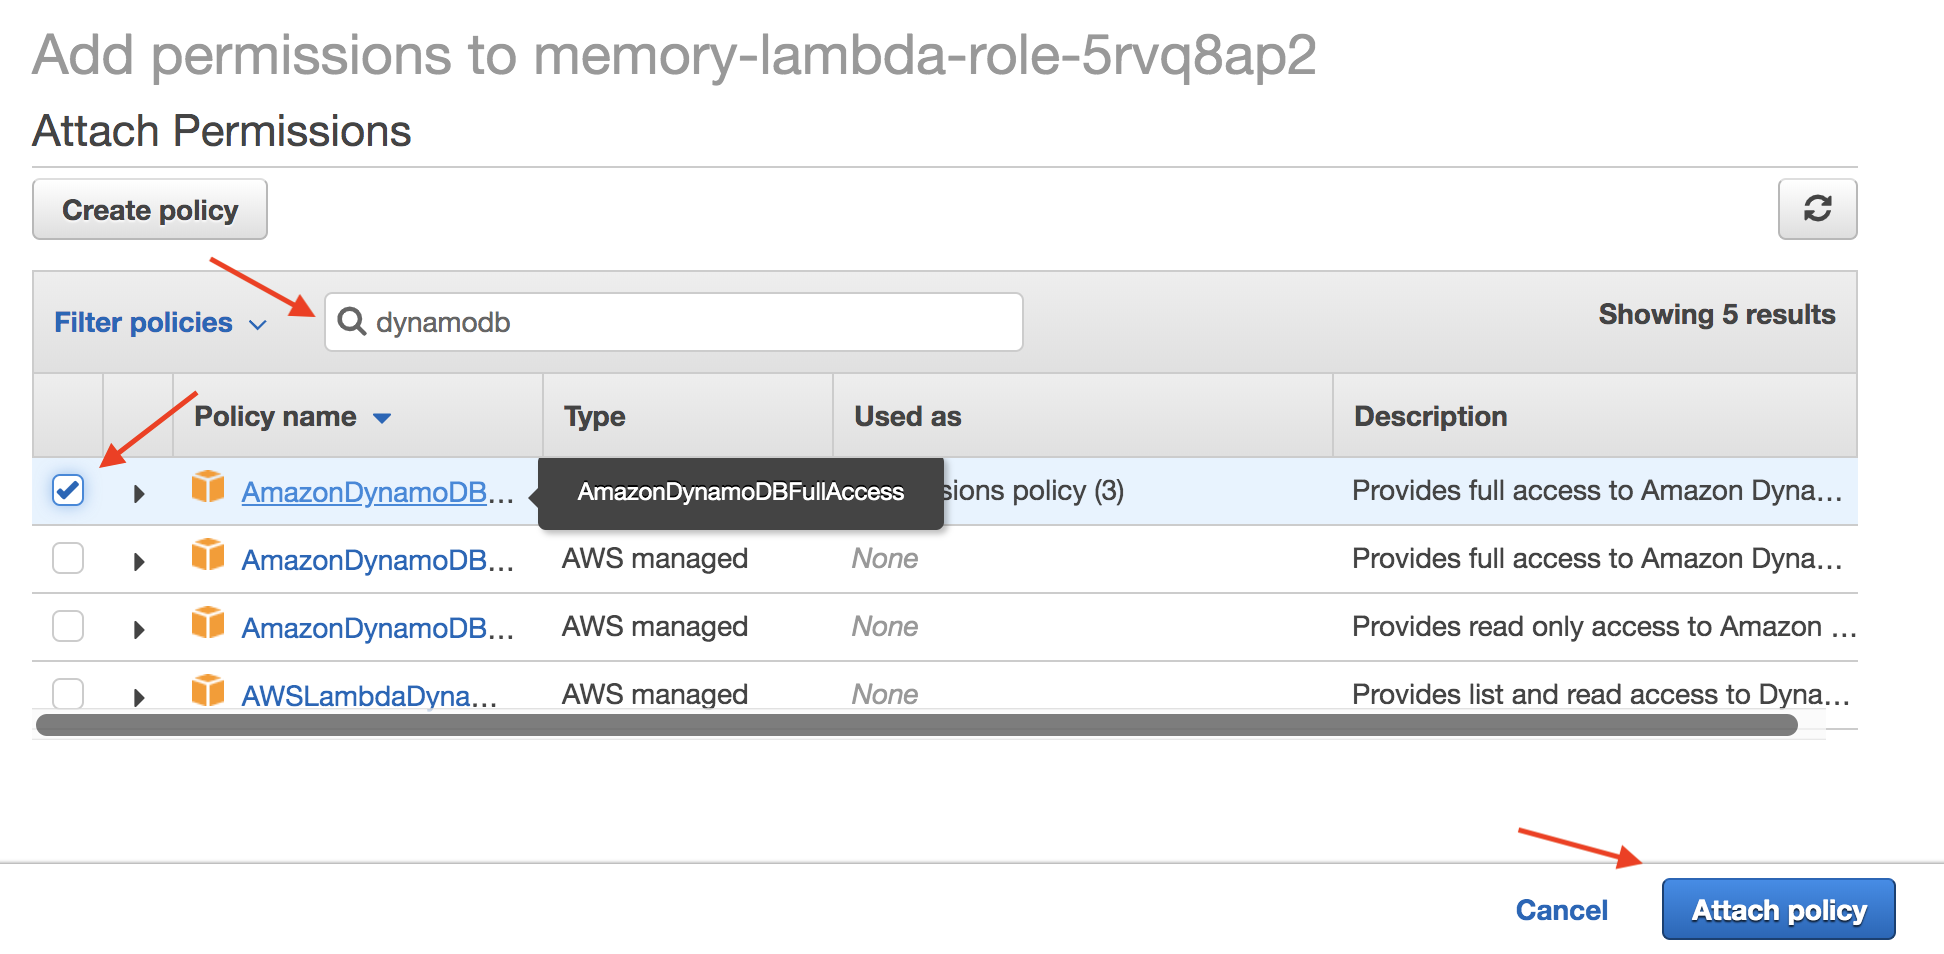 Add permissions to memory-lambda-role-5rvq8ap2
Attach Permissions
Create policy
Filter policies dynamodb Showing 5 results
Policy name Type Used as Description
AmazonDynamoDB... AmazonDynamoDBFullAccess sions policy (3) Provides full access to Amazon Dyna...
AmazonDynamoDB... AWS managed None Provides full access to Amazon Dyna...
AmazonDynamoDB... AWS managed None Provides read only access to Amazon ...
AWSLambdaDyna... AWS managed None Provides list and read access to Dyna...
Cancel Attach policy